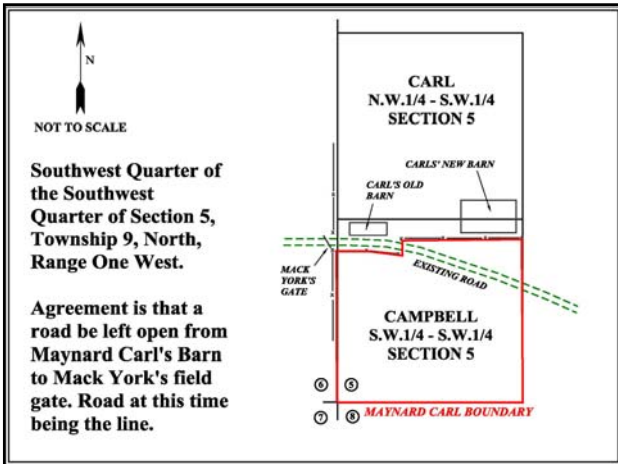 N
NOT TO SCALE
Southwest Quarter of
the Southwest
Quarter of Section 5,
Township 9, North,
Range One West.
Agreement is that a
road be left open from
Maynard Carl's Barn
to Mack York's field
gate. Road at this time
being the line.
CARL
N.W.1/4 - S.W.1/4
SECTION 5
CARLS' NEW BARN
CARL'S OLD
BARN
MACK
YORK'S
GATE
EXISTING ROAD
CAMPBELL
S.W.1/4 - S.W.1/4
SECTION 5
6 5
7 8
MAYNARD CARL BOUNDARY